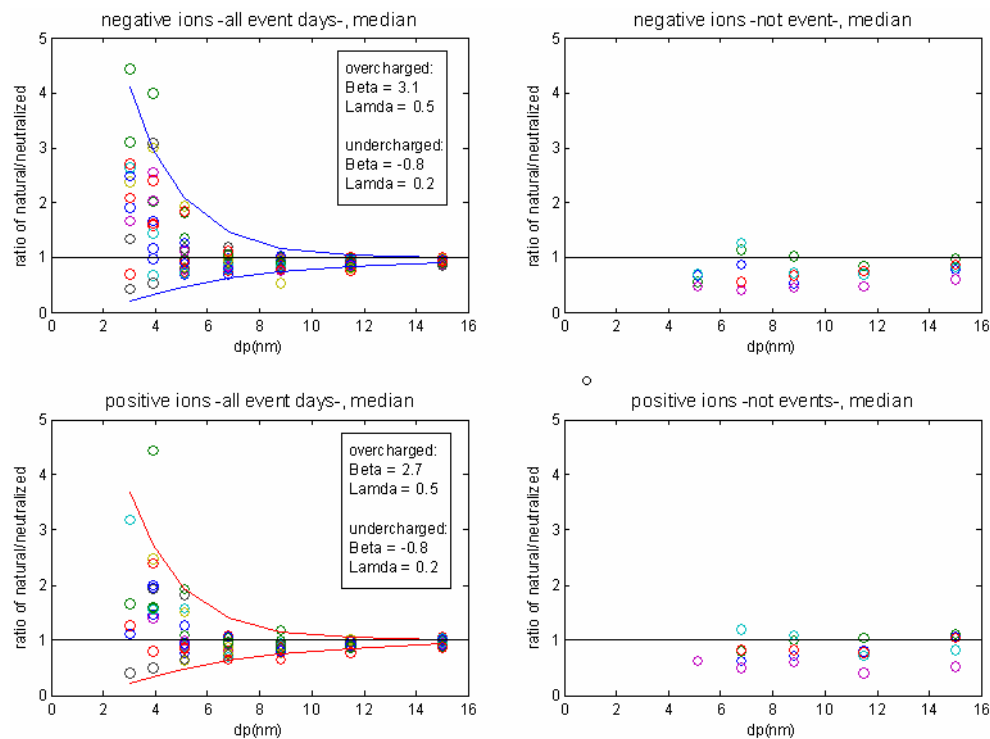 negative ions -all event days-, median
ratio of natural/neutralized
5
4
3
2
1
0
overcharged:
Beta = 3.1
Lamda = 0.5
undercharged:
Beta = -0.8
Lamda = 0.2
0 2 4 6 8 10 12 14 16
dp(nm)
negative ions -not event-, median
ratio of natural/neutralized
5
4
3
2
1
0
0 2 4 6 8 10 12 14 16
dp(nm)
positive ions -all event days-, median
ratio of natural/neutralized
5
4
3
2
1
0
overcharged:
Beta = 2.7
Lamda = 0.5
undercharged:
Beta = -0.8
Lamda = 0.2
0 2 4 6 8 10 12 14 16
dp(nm)
positive ions -not events-, median
ratio of natural/neutralized
5
4
3
2
1
0
0 2 4 6 8 10 12 14 16
dp(nm)